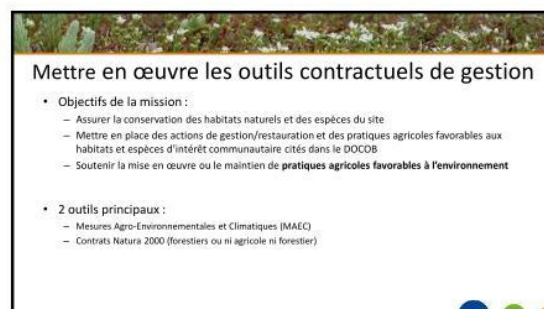 Mettre en œuvre les outils contractuels de gestion
• Objectifs de la mission :
– Assurer la conservation des habitats naturels et des espèces du site
– Mettre en place des actions de gestion/restauration et des pratiques agricoles favorables aux
habitats et espèces d'intérêt communautaire cités dans le DOCOB
– Soutenir la mise en œuvre ou le maintien de pratiques agricoles favorables à l'environnement
• 2 outils principaux :
– Mesures Agro-Environnementales et Climatiques (MAEC)
– Contrats Natura 2000 (forestiers ou ni agricole ni forestier)